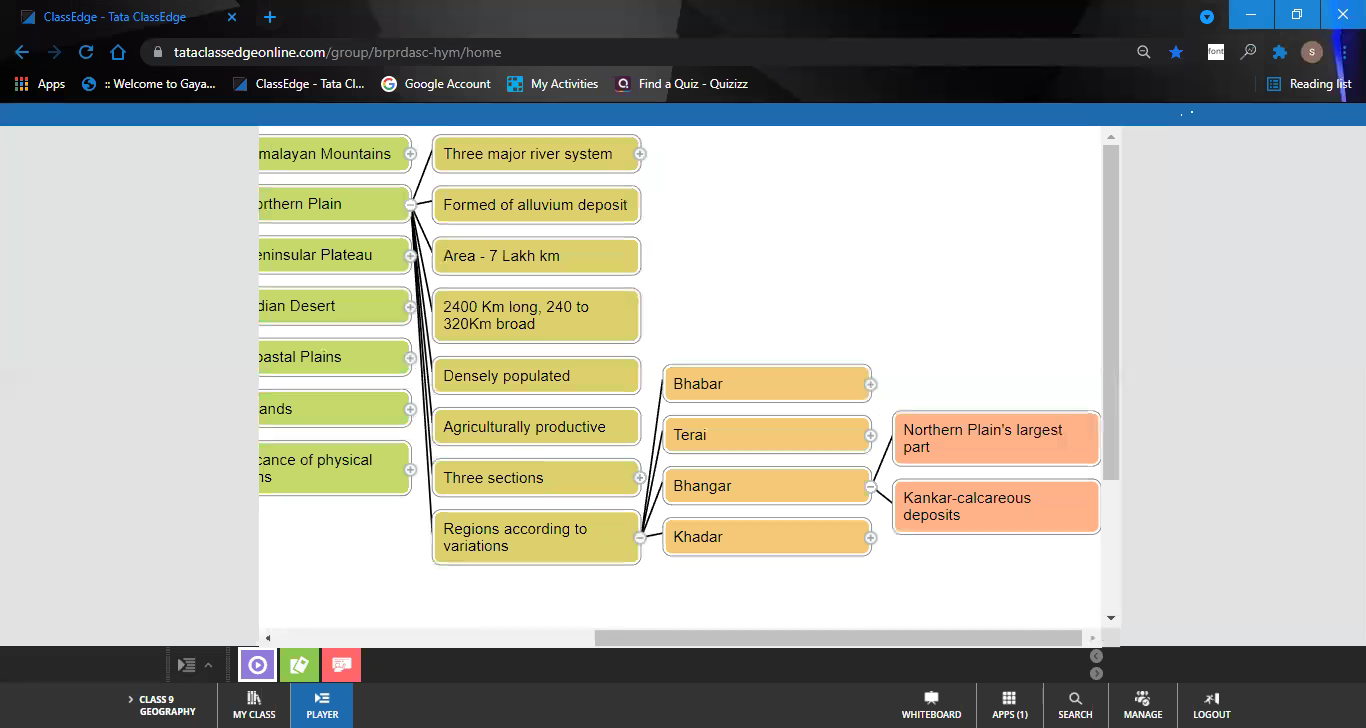 ClassEdge - Tata ClassEdge
tataclassedgeonline.com/group/brprdasc-hym/home
font
S
Apps
:: Welcome to Gaya...
ClassEdge - Tata Cl...
Google Account
My Activities
Find a Quiz - Quizizz
Reading list
malayan Mountains
orthern Plain
eninsular Plateau
dian Desert
oastal Plains
ands
cance of physical
ns
Three major river system
Formed of alluvium deposit
Area - 7 Lakh km
2400 Km long, 240 to
320Km broad
Densely populated
Agriculturally productive
Three sections
Regions according to
variations
Bhabar
Terai
Bhangar
Khadar
Northern Plain's largest
part
Kankar-calcareous
deposits
CLASS 9
GEOGRAPHY
MY CLASS
PLAYER
WHITEBOARD
APPS (1)
SEARCH
MANAGE
LOGOUT